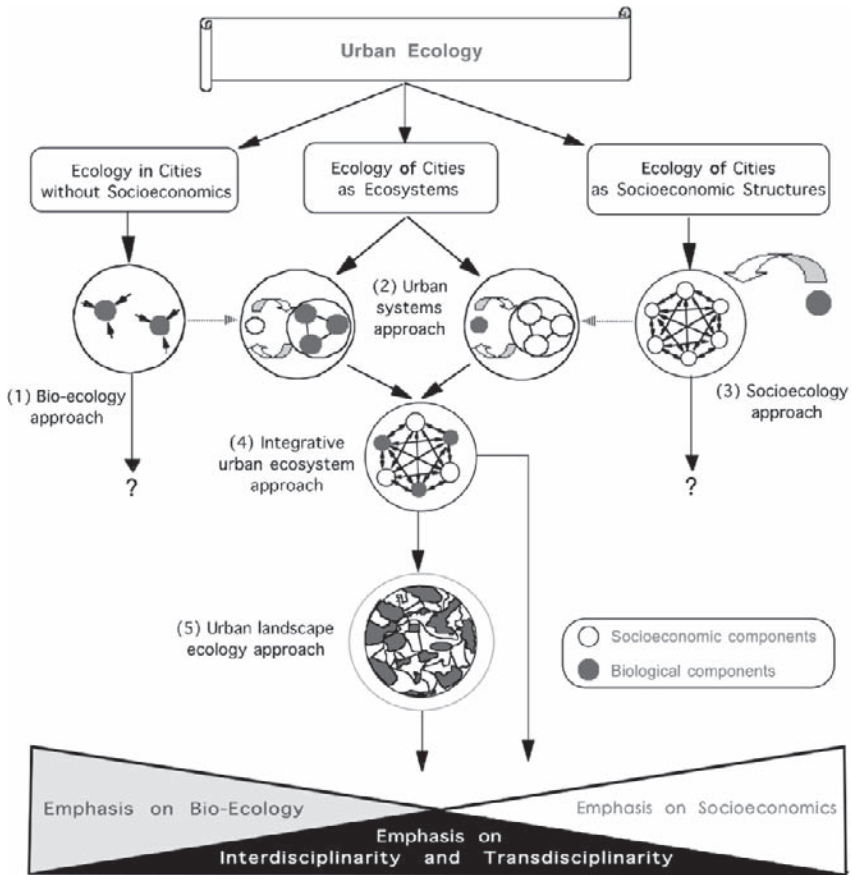 Urban Ecology
Ecology in Cities
without Socioeconomics
Ecology of Cities
as Ecosystems
Ecology of Cities
as Socioeconomic Structures
(2) Urban
systems
approach
(1) Bio-ecology
approach
(3) Socioecology
approach
(4) Integrative
urban ecosystem
approach
?
?
(5) Urban landscape
ecology approach
Socioeconomic components
Biological components
Emphasis on Bio-Ecology
Emphasis on Socioeconomics
Emphasis on
Interdisciplinarity and Transdisciplinarity